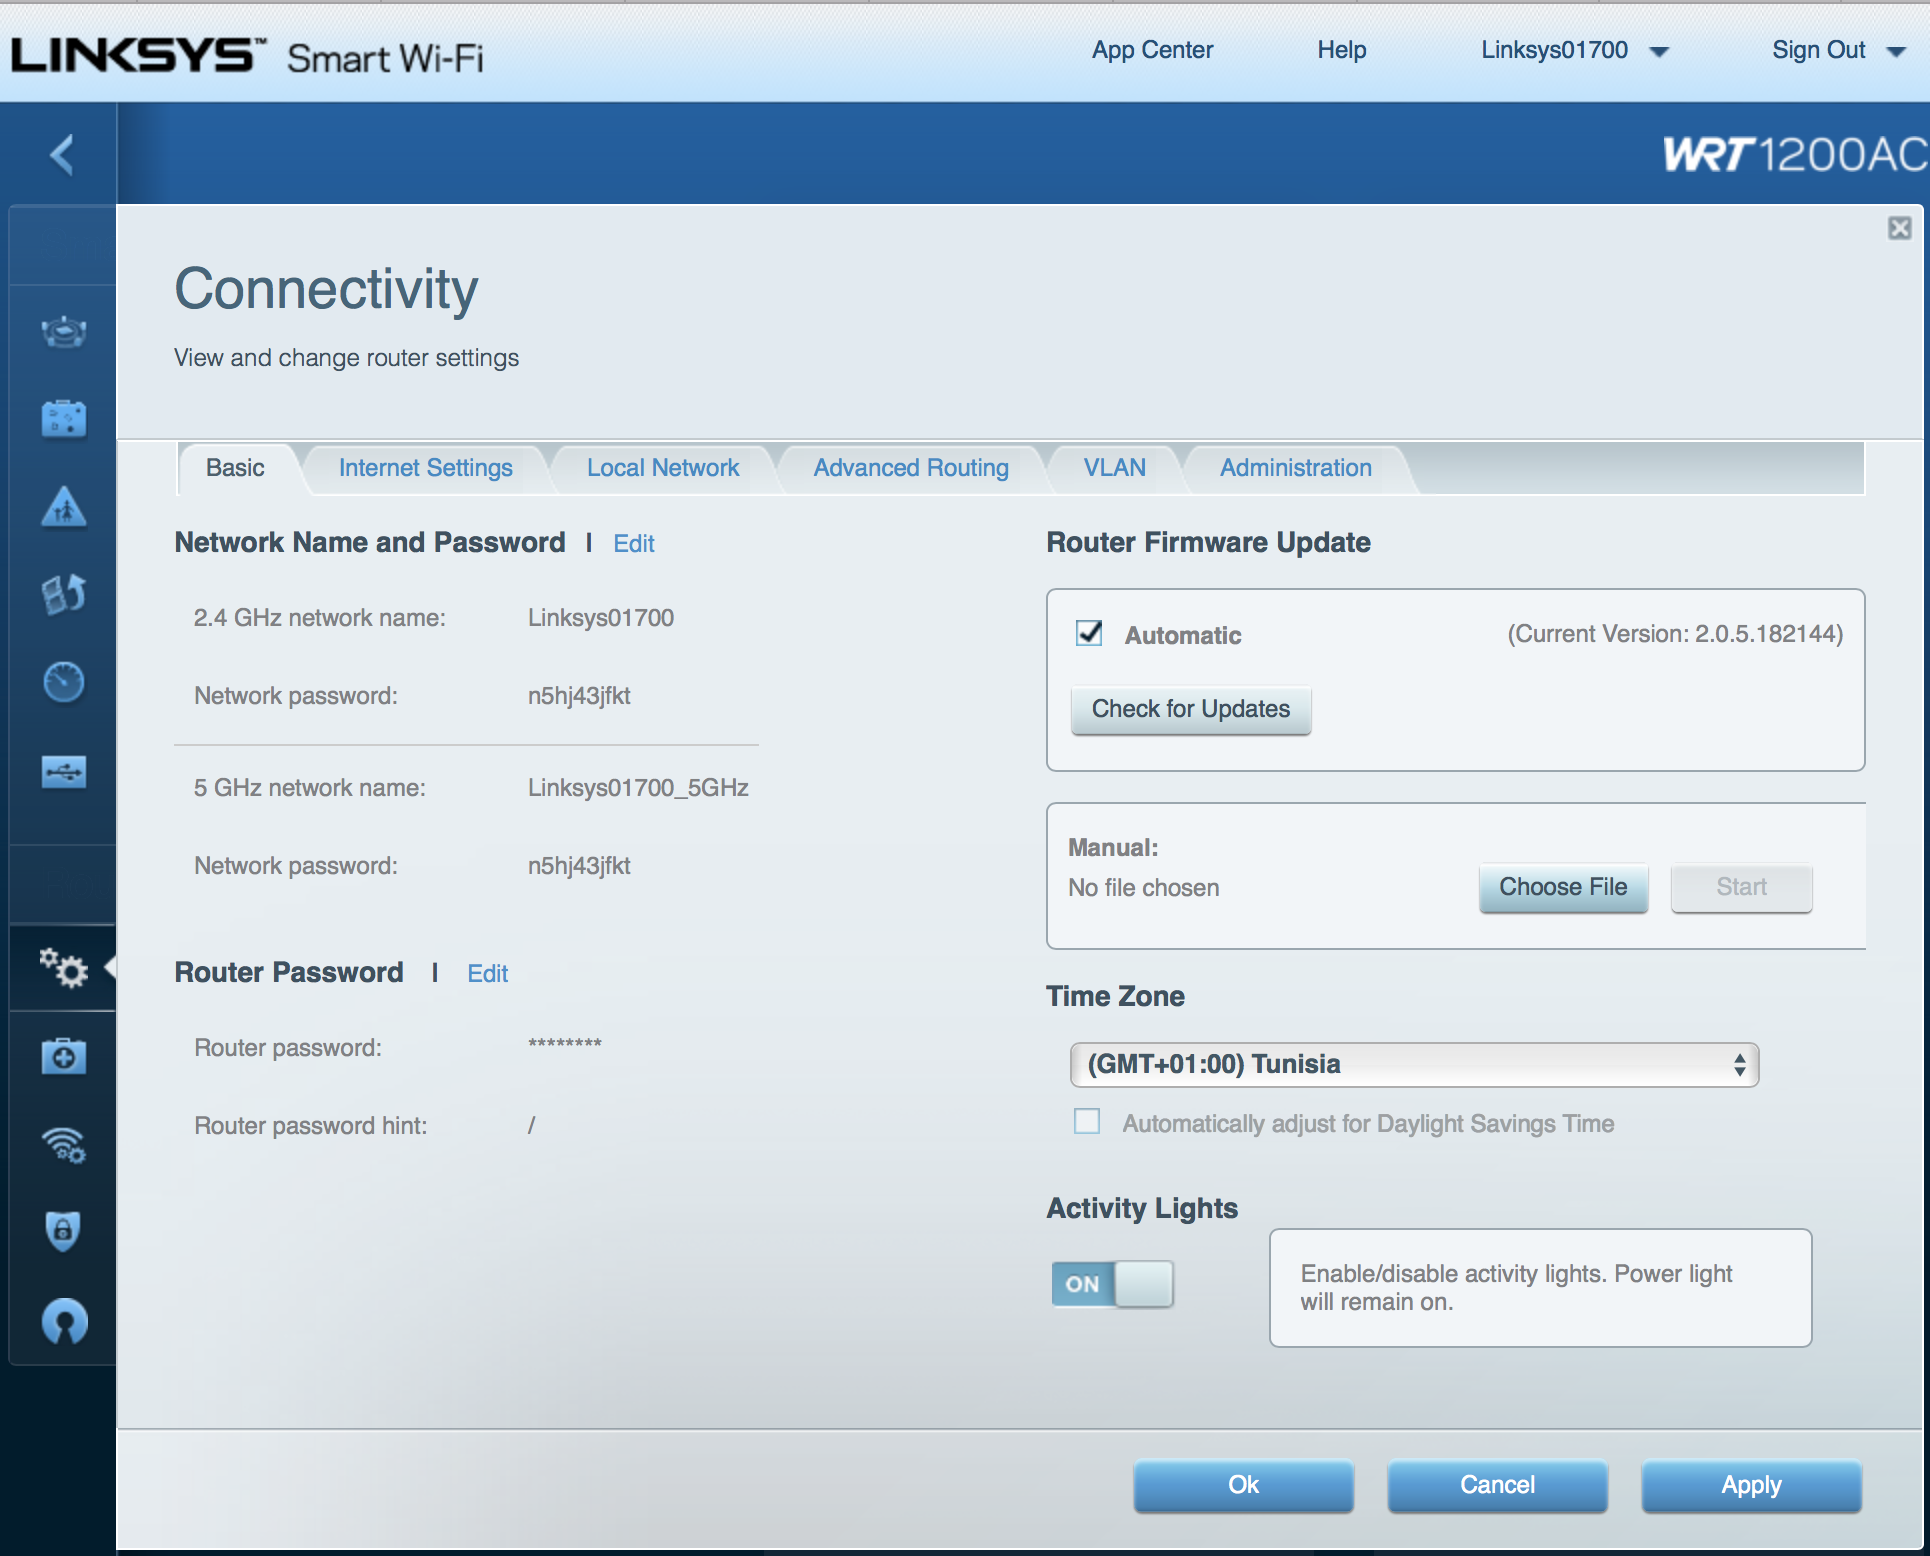 LINKSYS™ Smart Wi-Fi
App Center Help Linksys01700 Sign Out
WRT1200AC
Connectivity
View and change router settings
Basic Internet Settings Local Network Advanced Routing VLAN Administration
Network Name and Password | Edit
2.4 GHz network name: Linksys01700
Network password: n5hj43jfkt
5 GHz network name: Linksys01700_5GHz
Network password: n5hj43jfkt
Router Password | Edit
Router password: ********
Router password hint: /
Router Firmware Update
Automatic (Current Version: 2.0.5.182144)
Check for Updates
Manual:
No file chosen Choose File Start
Time Zone
(GMT+01:00) Tunisia
Automatically adjust for Daylight Savings Time
Activity Lights
ON
Enable/disable activity lights. Power light
will remain on.
Ok Cancel Apply